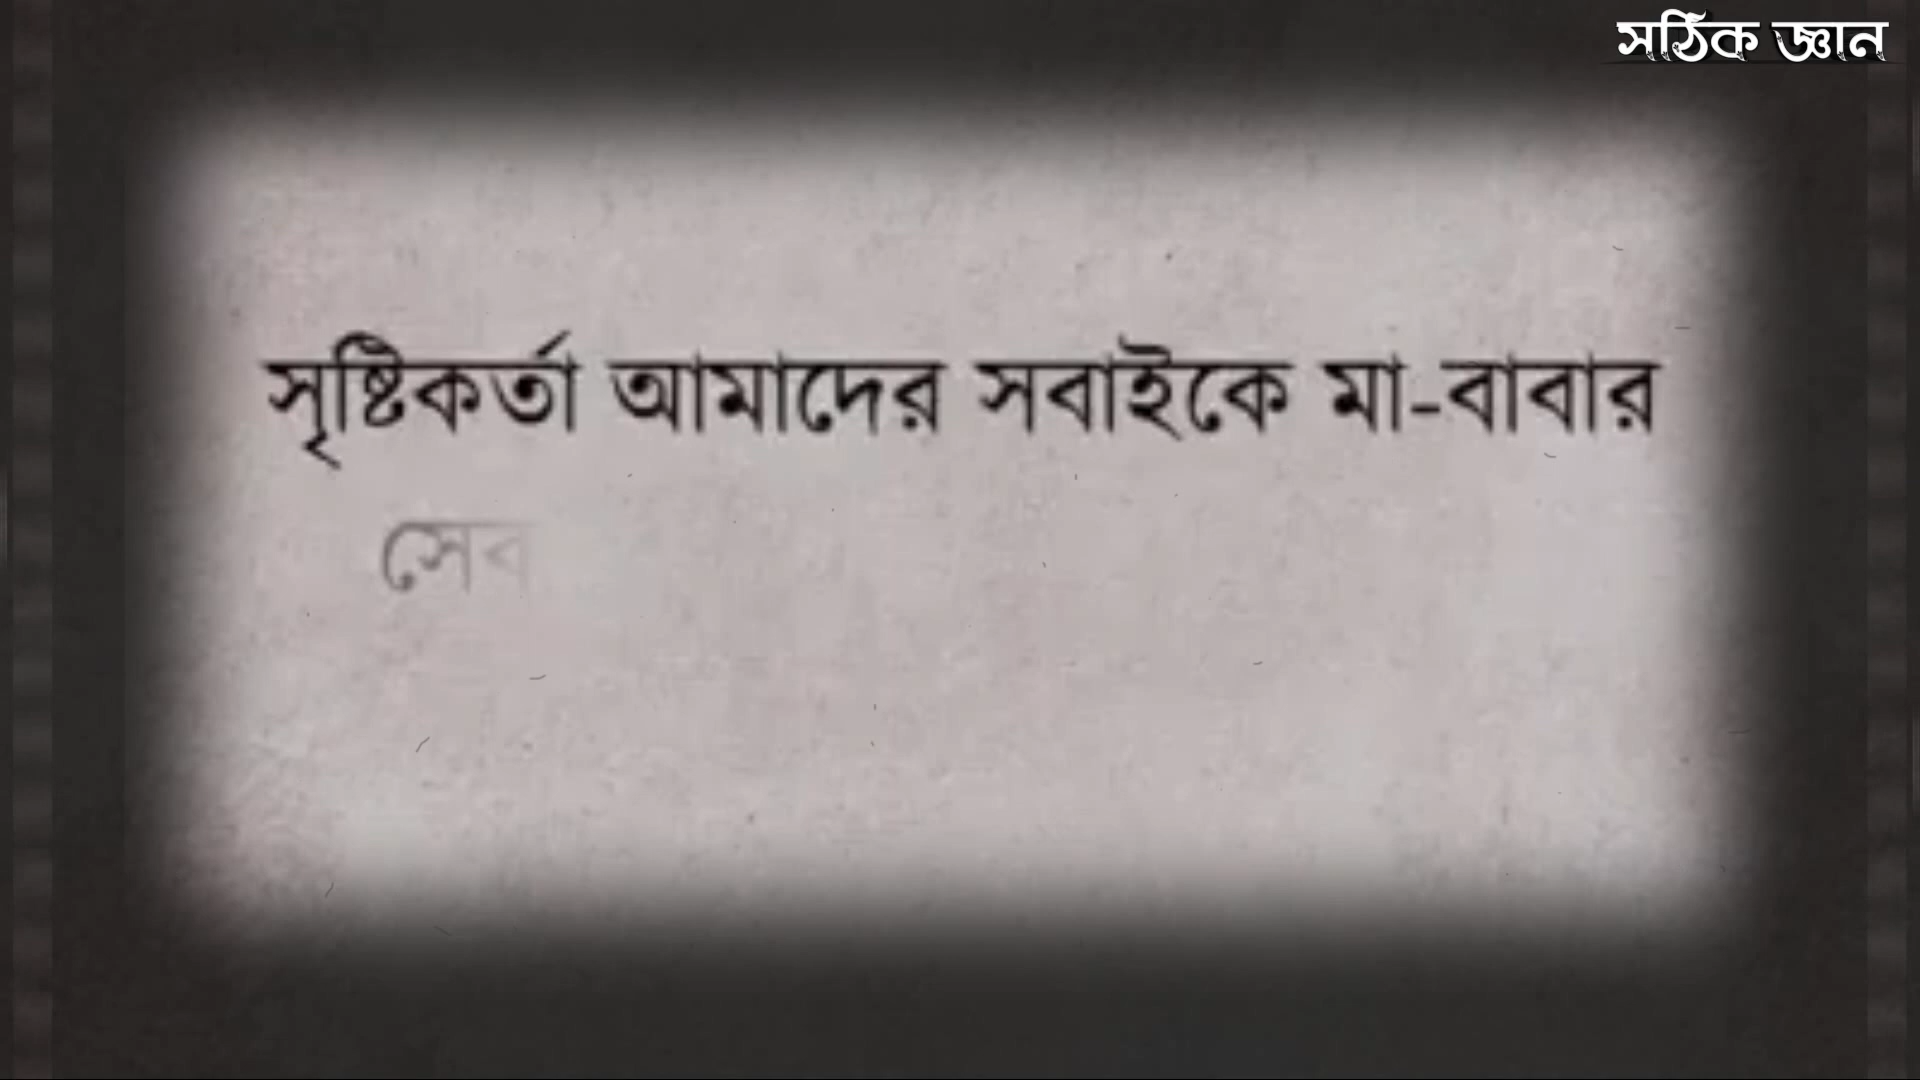 সঠিক জ্ঞান
সৃষ্টিকর্তা আমাদের সবাইকে মা-বাবার